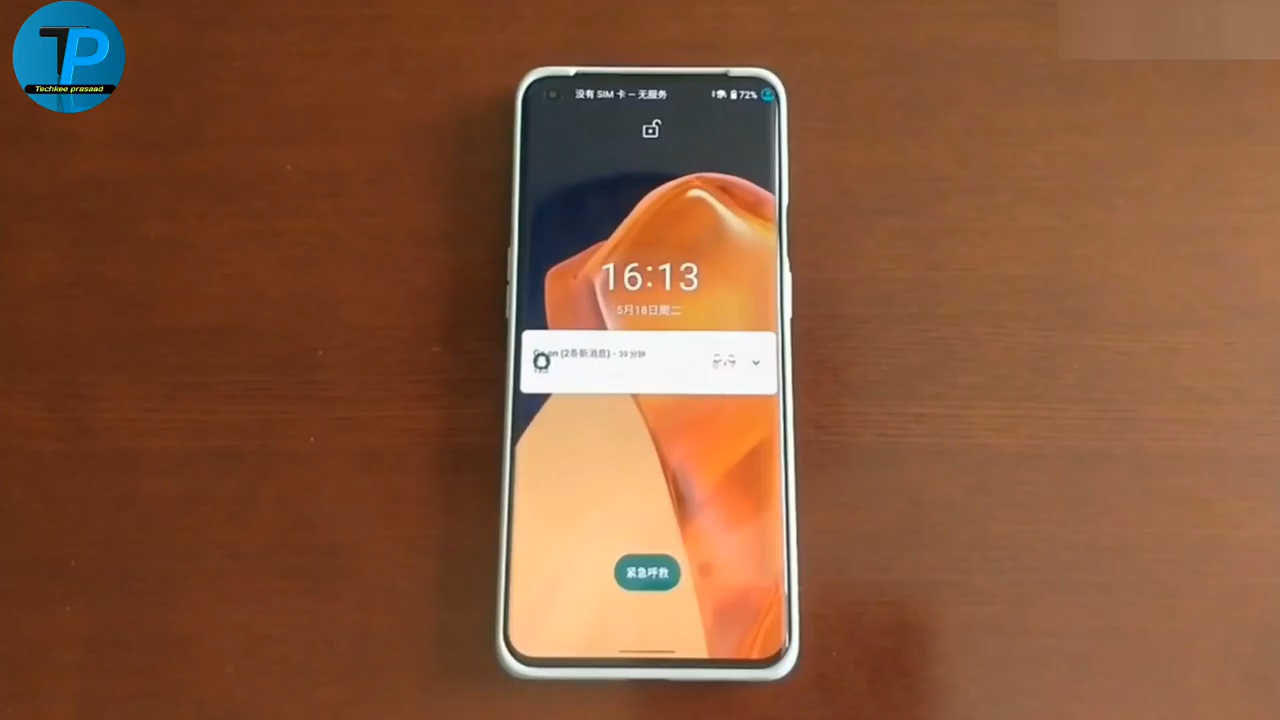 TP
Techkee prasaad
没有 SIM 卡 — 无服务
72%
16:13
5月18日周二
(2条新消息) · 39 分钟
紧急呼救